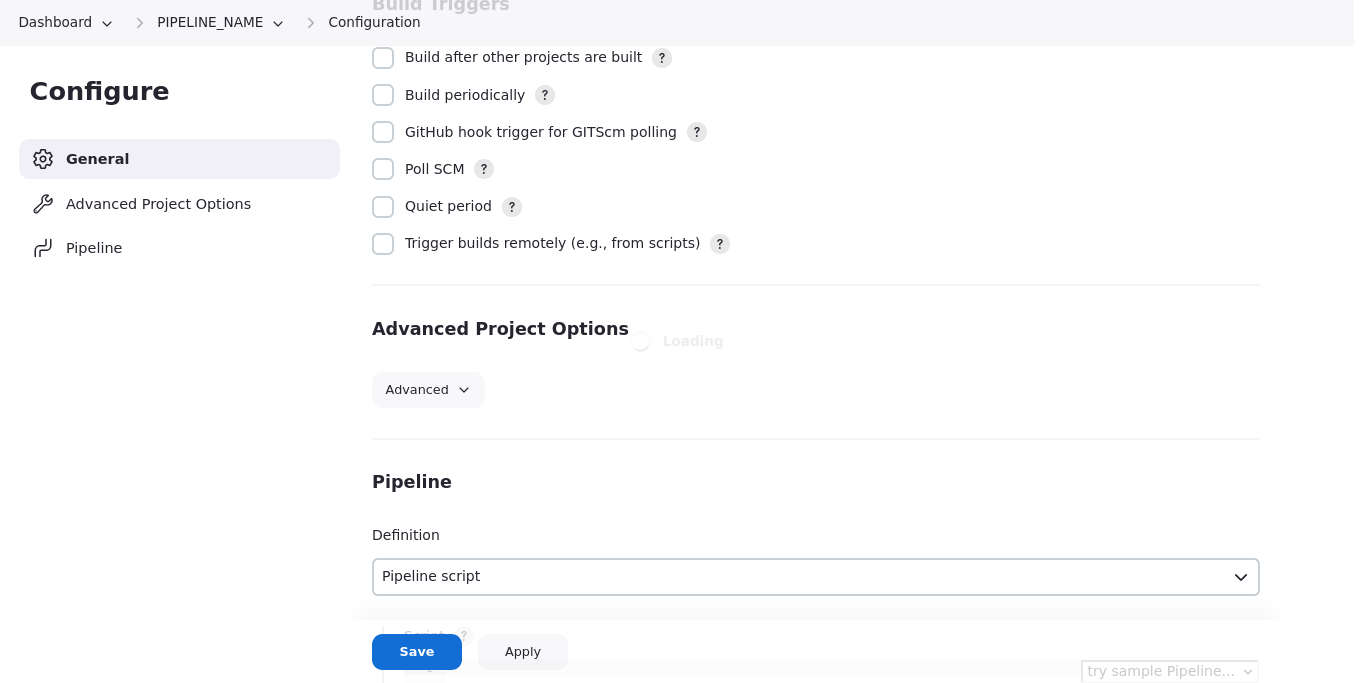 Build Triggers
Dashboard PIPELINE_NAME Configuration
Build after other projects are built ?
Configure
Build periodically ?
GitHub hook trigger for GITScm polling ?
General
Poll SCM ?
Advanced Project Options
Quiet period ?
Trigger builds remotely (e.g., from scripts) ?
Pipeline
Advanced Project Options
Loading
Advanced
Pipeline
Definition
Pipeline script
Script ?
Save Apply
try sample Pipeline...